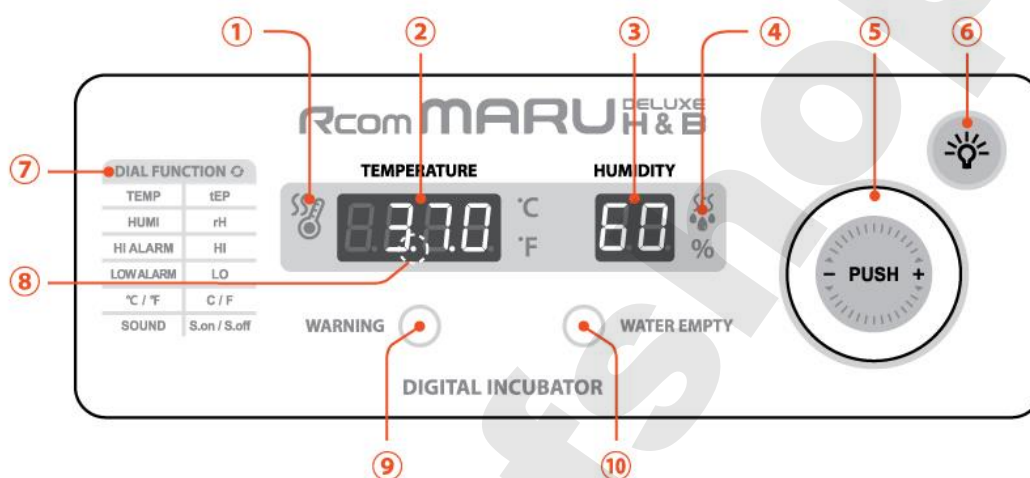 ① ② ③ ④ ⑤ ⑥
Rcom MARU DELUXE H & B
⑦ DIAL FUNCTION
TEMP tEP
HUMI rH
HI ALARM HI
LOW ALARM LO
℃ / ℉ C / F
SOUND S.on / S.off
TEMPERATURE HUMIDITY
37.0 °C °F 60 %
⑧
- PUSH +
WARNING WATER EMPTY
DIGITAL INCUBATOR
⑨ ⑩